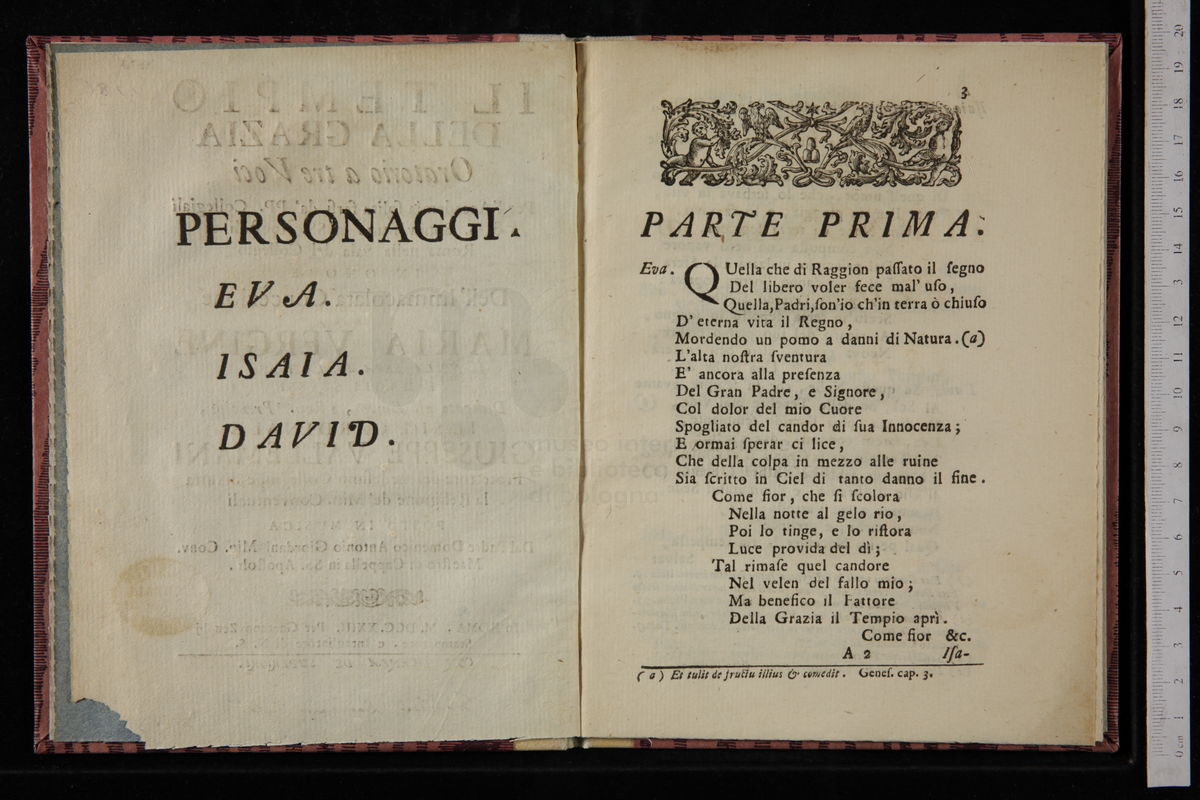 PERSONAGGI.
EVA.
ISAIA.
DAVID.
3
PARTE PRIMA.
Eva. QUella che di Raggion paſſato il ſegno
Del libero voler fece mal' uſo,
Quella, Padri, ſon'io ch'in terra ò chiuſo
D'eterna vita il Regno,
Mordendo un pomo a danni di Natura. (a)
L'alta noſtra ſventura
E' ancora alla preſenza
Del Gran Padre, e Signore,
Col dolor del mio Cuore
Spogliato del candor di ſua Innocenza;
E ormai ſperar ci lice,
Che della colpa in mezzo alle ruine
Sia ſcritto in Ciel di tanto danno il fine.
Come fior, che ſi ſcolora
Nella notte al gelo rio,
Poi lo tinge, e lo riſtora
Luce provida del dì;
Tal rimaſe quel candore
Nel velen del fallo mio;
Ma benefico il Fattore
Della Grazia il Tempio aprì.
Come fior &c.
A 2 Iſa-
(a) Et tulit de fructu illius & comedit. Geneſ. cap. 3.
museo inter
e biblioteca
di bologna